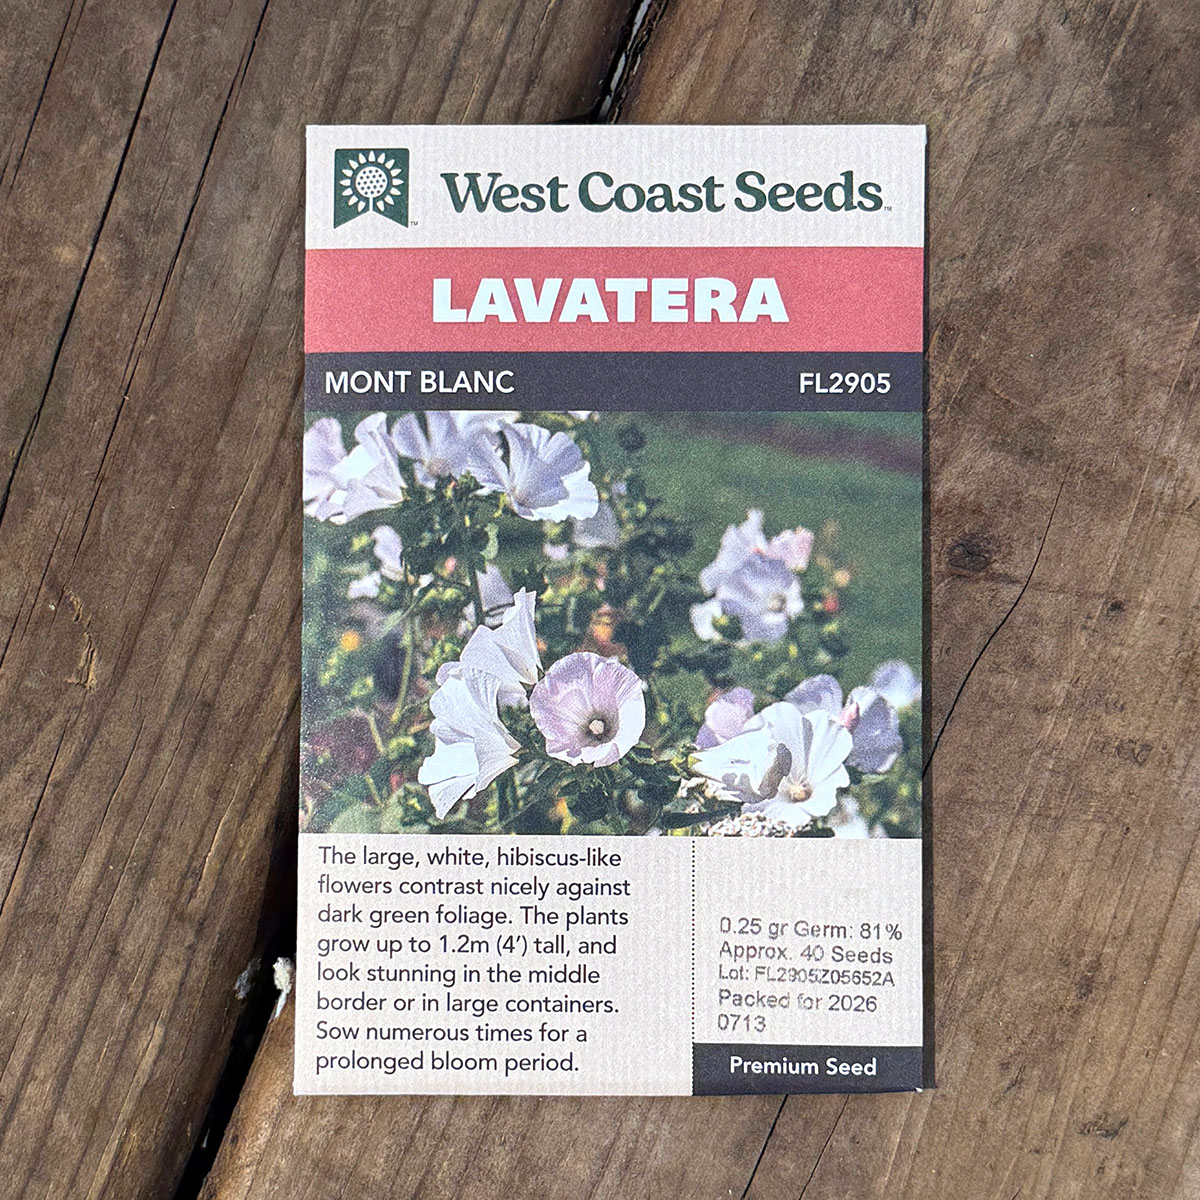 West Coast Seeds™
LAVATERA
MONT BLANC FL2905
The large, white, hibiscus-like
flowers contrast nicely against
dark green foliage. The plants
grow up to 1.2m (4') tall, and
look stunning in the middle
border or in large containers.
Sow numerous times for a
prolonged bloom period.
0.25 gr Germ: 81%
Approx. 40 Seeds
Lot: FL2905Z05652A
Packed for 2026
0713
Premium Seed